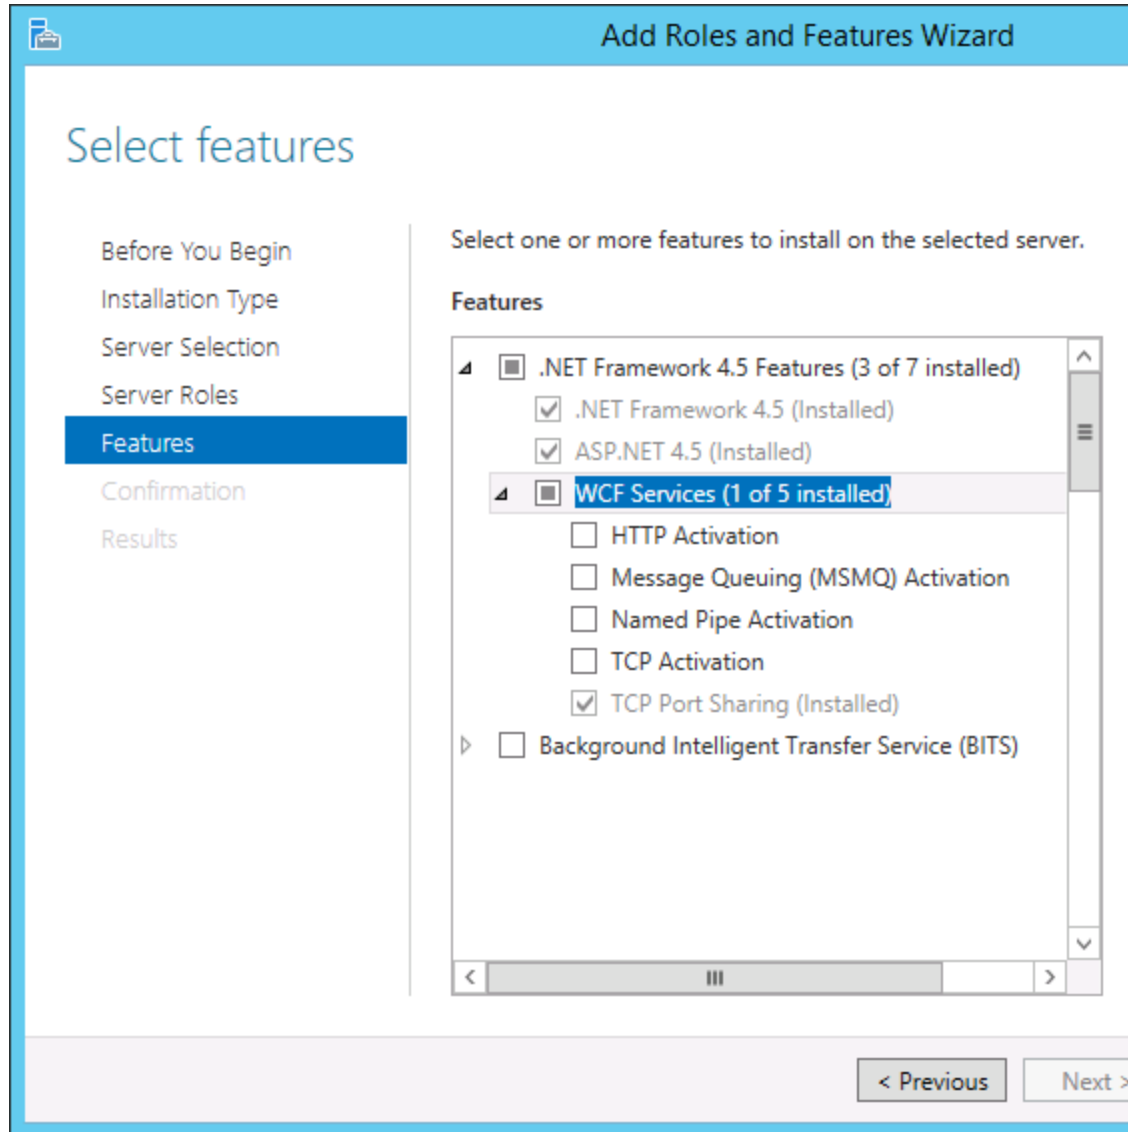 Add Roles and Features Wizard
Select features
Before You Begin
Installation Type
Server Selection
Server Roles
Features
Confirmation
Results
Select one or more features to install on the selected server.
Features
.NET Framework 4.5 Features (3 of 7 installed)
.NET Framework 4.5 (Installed)
ASP.NET 4.5 (Installed)
WCF Services (1 of 5 installed)
HTTP Activation
Message Queuing (MSMQ) Activation
Named Pipe Activation
TCP Activation
TCP Port Sharing (Installed)
Background Intelligent Transfer Service (BITS)
< Previous
Next >